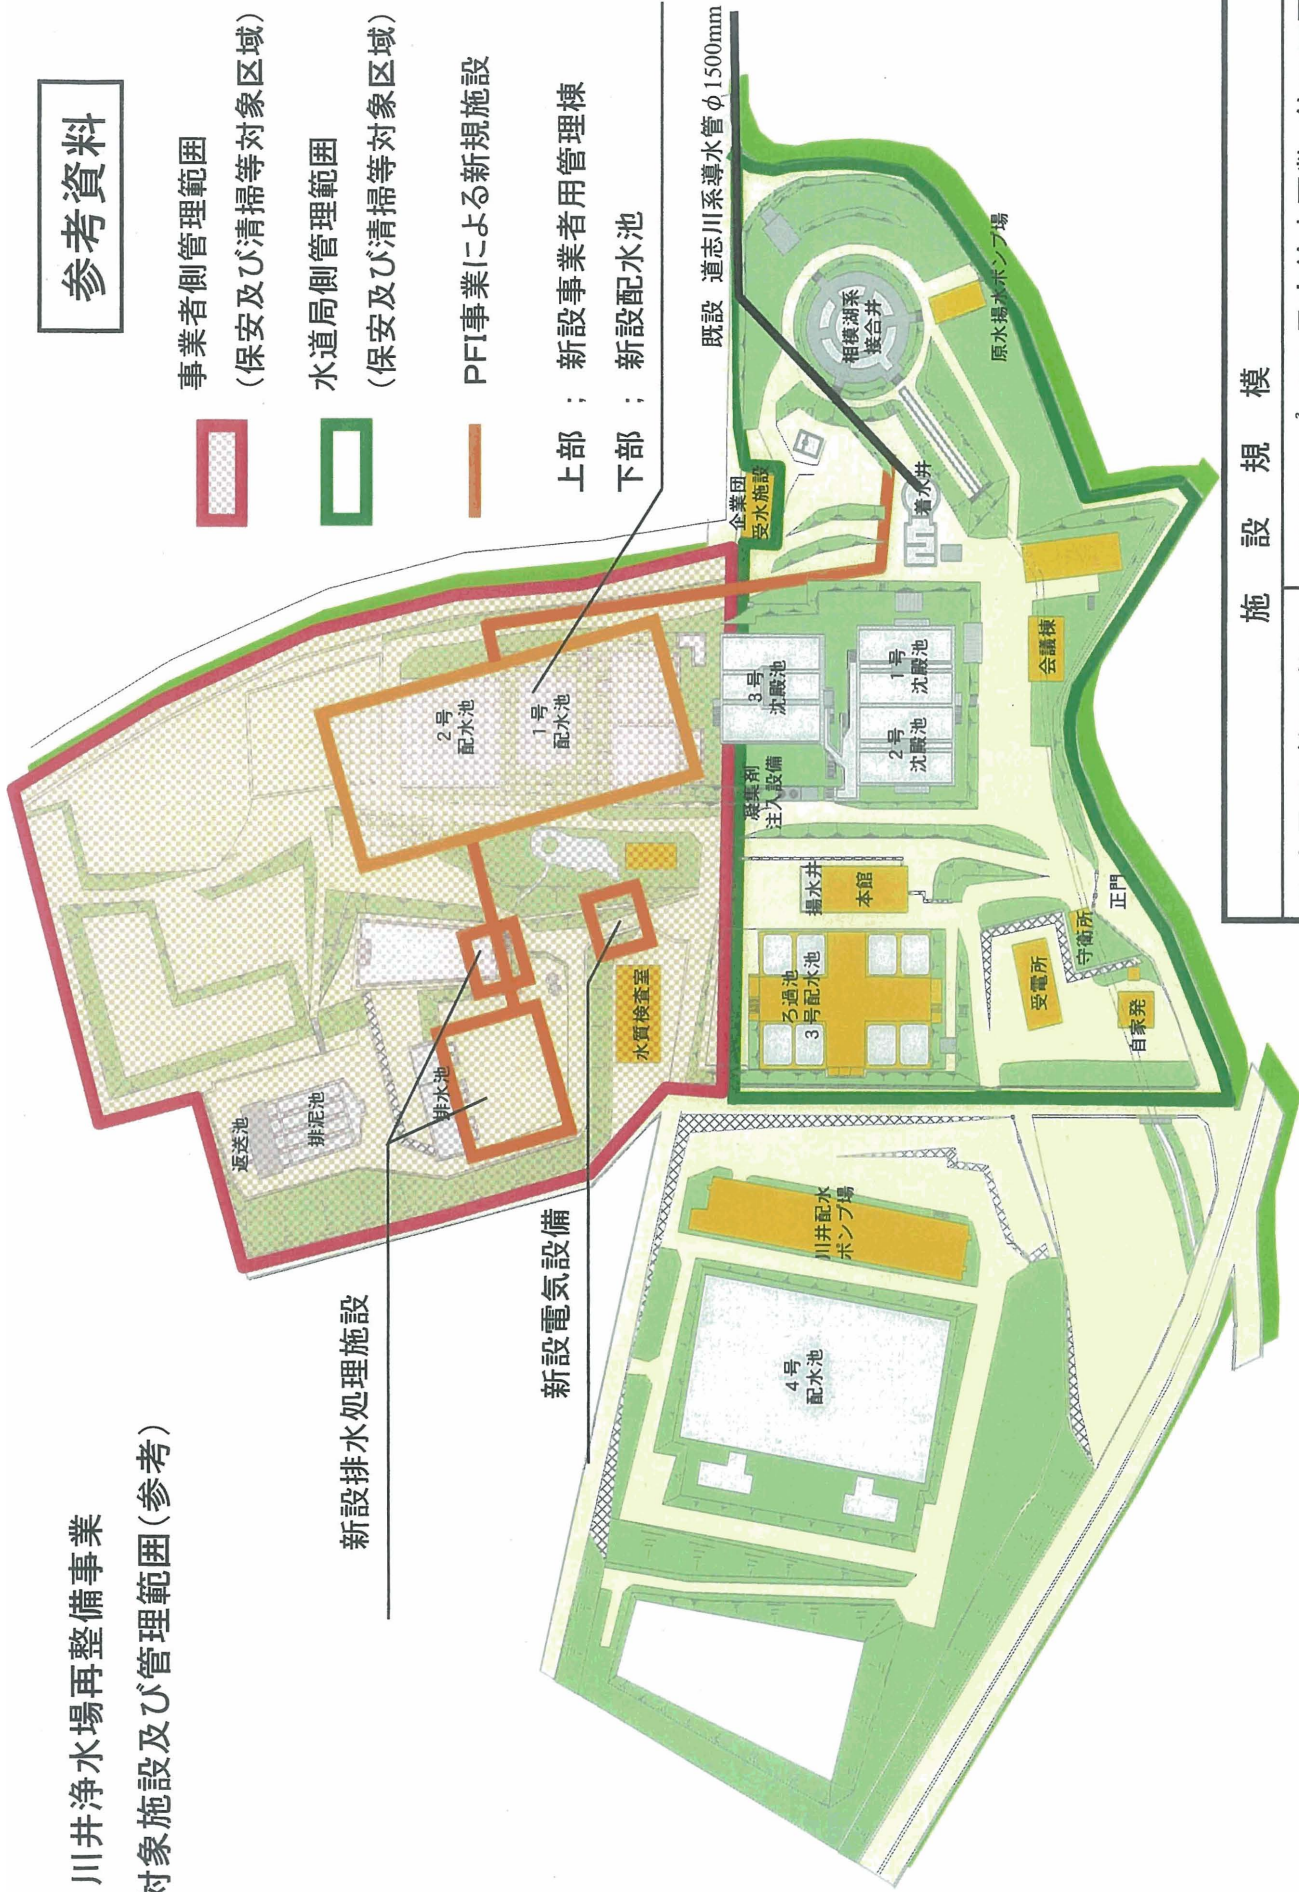 川井浄水場再整備事業
対象施設及び管理範囲(参考)
参考資料
事業者側管理範囲
(保安及び清掃等対象区域)
水道局側管理範囲
(保安及び清掃等対象区域)
PFI事業による新規施設
上部 ; 新設事業者用管理棟
下部 ; 新設配水池
既設 道志川系導水管φ1500mm
新設排水処理施設
新設電気設備
返送池
排泥池
排水池
水質検査室
2号
配水池
1号
配水池
企業団
受水施設
相模湖系
接合井
原水揚水ポンプ場
着水井
3号
沈殿池
1号
沈殿池
2号
沈殿池
凝集剤
注入設備
会議棟
揚水井
本館
ろ過池
3号配水池
受電所
守衛所
正門
自家発
川井配水
ポンプ場
4号
配水池
施設規模